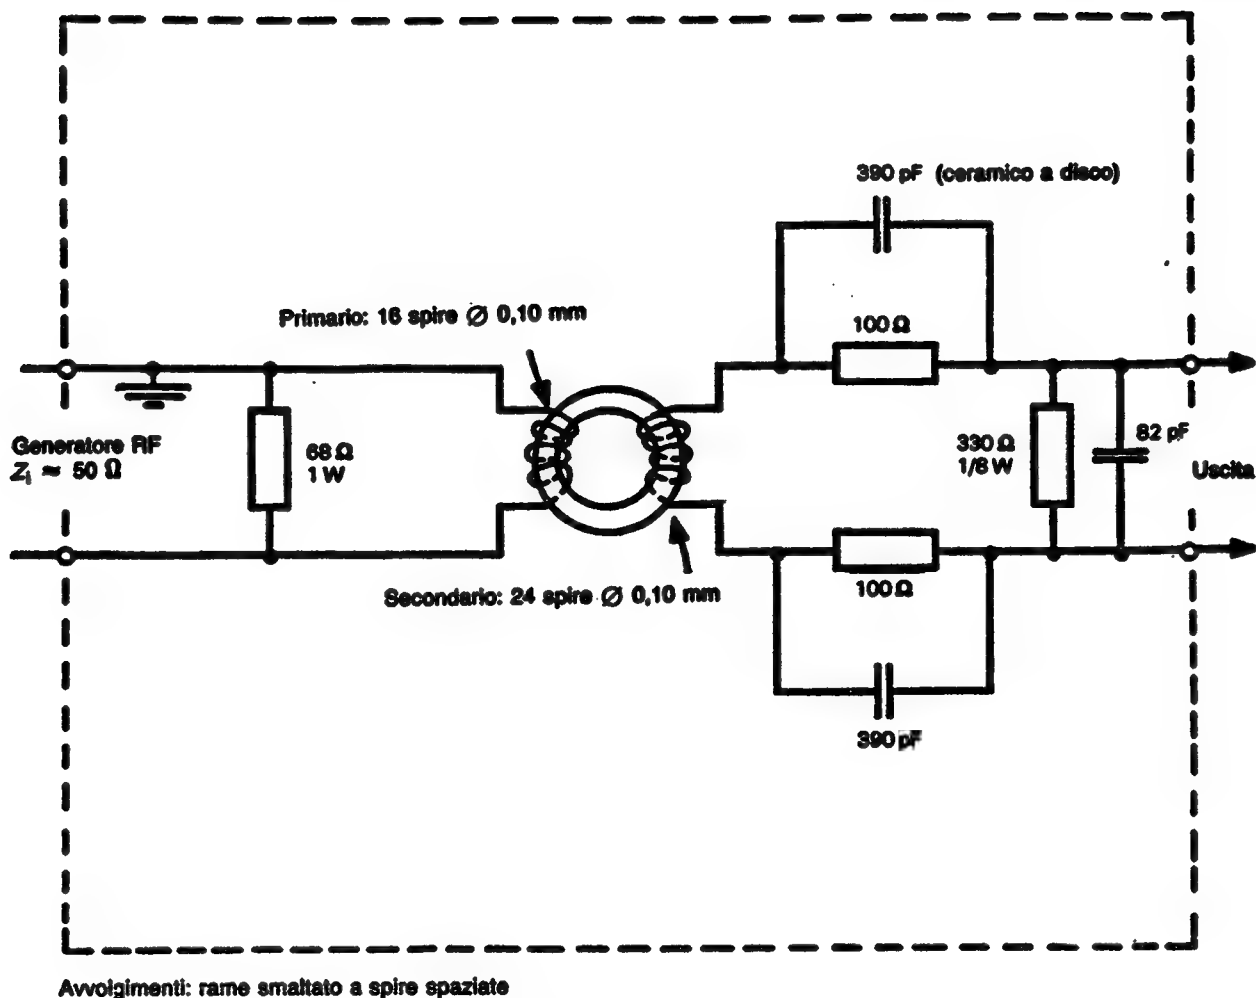 390 pF (ceramico a disco)
Primario: 16 spire Ø 0,10 mm
100 Ω
Generatore RF
Zi ≈ 50 Ω
68 Ω
1 W
330 Ω
1/8 W
82 pF
Uscita
100 Ω
Secondario: 24 spire Ø 0,10 mm
390 pF
Avvolgimenti: rame smaltato a spire spaziate